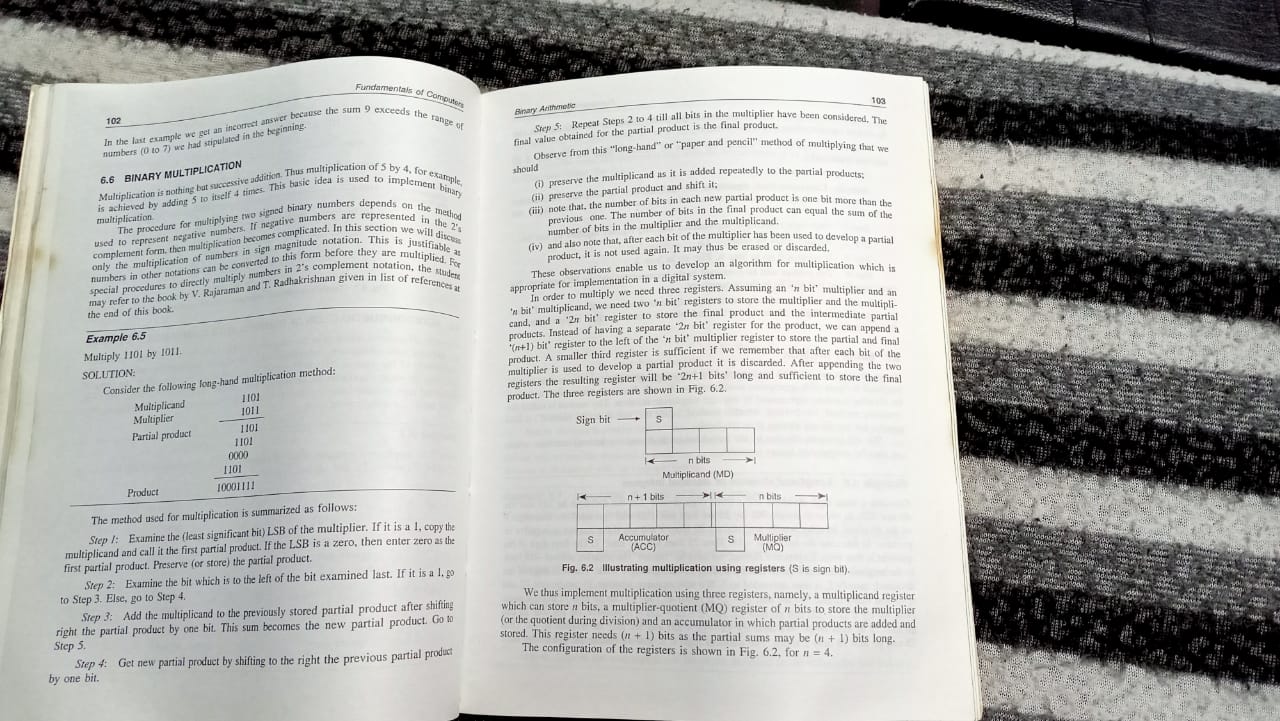 102
Fundamentals of Computers
In the last example we get an incorrect answer because the sum 9 exceeds the range of
numbers (0 to 7) we had stipulated in the beginning.
6.6 BINARY MULTIPLICATION
Multiplication is nothing but successive addition. Thus multiplication of 5 by 4, for example,
is achieved by adding 5 to itself 4 times. This basic idea is used to implement binary
multiplication.
The procedure for multiplying two signed binary numbers depends on the method
used to represent negative numbers. If negative numbers are represented in the 2's
complement form, then multiplication becomes complicated. In this section we will discuss
only the multiplication of numbers in sign magnitude notation. This is justifiable as
numbers in other notations can be converted to this form before they are multiplied. For
special procedures to directly multiply numbers in 2's complement notation, the student
may refer to the book by V. Rajaraman and T. Radhakrishnan given in list of references at
the end of this book.
Example 6.5
Multiply 1101 by 1011.
SOLUTION:
Consider the following long-hand multiplication method:
Multiplicand 1101
Multiplier 1011
Partial product 1101
1101
0000
1101
Product 10001111
The method used for multiplication is summarized as follows:
Step 1: Examine the (least significant bit) LSB of the multiplier. If it is a 1, copy the
multiplicand and call it the first partial product. If the LSB is a zero, then enter zero as the
first partial product. Preserve (or store) the partial product.
Step 2: Examine the bit which is to the left of the bit examined last. If it is a 1, go
to Step 3. Else, go to Step 4.
Step 3: Add the multiplicand to the previously stored partial product after shifting
right the partial product by one bit. This sum becomes the new partial product. Go to
Step 5.
Step 4: Get new partial product by shifting to the right the previous partial product
by one bit.
Binary Arithmetic
103
Step 5: Repeat Steps 2 to 4 till all bits in the multiplier have been considered. The
final value obtained for the partial product is the final product.
Observe from this "long-hand" or "paper and pencil" method of multiplying that we
should
(i) preserve the multiplicand as it is added repeatedly to the partial products;
(ii) preserve the partial product and shift it;
(iii) note that, the number of bits in each new partial product is one bit more than the
previous one. The number of bits in the final product can equal the sum of the
number of bits in the multiplier and the multiplicand.
(iv) and also note that, after each bit of the multiplier has been used to develop a partial
product, it is not used again. It may thus be erased or discarded.
These observations enable us to develop an algorithm for multiplication which is
appropriate for implementation in a digital system.
In order to multiply we need three registers. Assuming an 'n bit' multiplier and an
'n bit' multiplicand, we need two 'n bit' registers to store the multiplier and the multipli-
cand, and a '2n bit' register to store the final product and the intermediate partial
products. Instead of having a separate '2n bit' register for the product, we can append a
'(n+1) bit' register to the left of the 'n bit' multiplier register to store the partial and final
product. A smaller third register is sufficient if we remember that after each bit of the
multiplier is used to develop a partial product it is discarded. After appending the two
registers the resulting register will be '2n+1 bits' long and sufficient to store the final
product. The three registers are shown in Fig. 6.2.
Sign bit S
n bits
Multiplicand (MD)
n + 1 bits n bits
S Accumulator S Multiplier
(ACC) (MQ)
Fig. 6.2 Illustrating multiplication using registers (S is sign bit).
We thus implement multiplication using three registers, namely, a multiplicand register
which can store n bits, a multiplier-quotient (MQ) register of n bits to store the multiplier
(or the quotient during division) and an accumulator in which partial products are added and
stored. This register needs (n + 1) bits as the partial sums may be (n + 1) bits long.
The configuration of the registers is shown in Fig. 6.2, for n = 4.